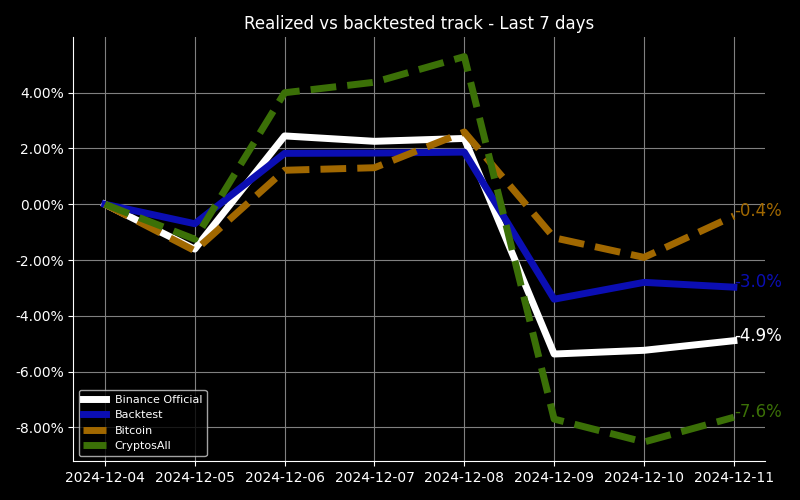 Realized vs backtested track - Last 7 days
4.00%
2.00%
0.00%
-2.00%
-4.00%
-6.00%
-8.00%
-0.4%
-3.0%
-4.9%
-7.6%
Binance Official
Backtest
Bitcoin
CryptosAll
2024-12-04 2024-12-05 2024-12-06 2024-12-07 2024-12-08 2024-12-09 2024-12-10 2024-12-11